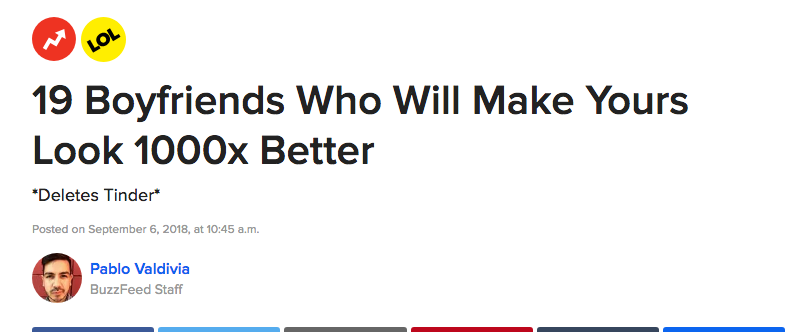 LOL
19 Boyfriends Who Will Make Yours
Look 1000x Better
*Deletes Tinder*
Posted on September 6, 2018, at 10:45 a.m.
Pablo Valdivia
BuzzFeed Staff